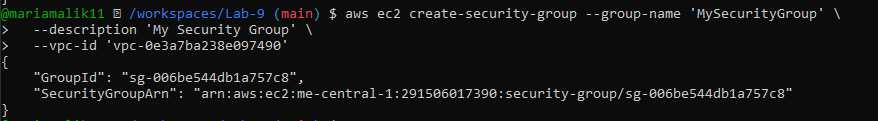 @mariamalik11 /workspaces/Lab-9 (main) $ aws ec2 create-security-group --group-name 'MySecurityGroup' \
>   --description 'My Security Group' \
>   --vpc-id 'vpc-0e3a7ba238e097490'
{
    "GroupId": "sg-006be544db1a757c8",
    "SecurityGroupArn": "arn:aws:ec2:me-central-1:291506017390:security-group/sg-006be544db1a757c8"
}